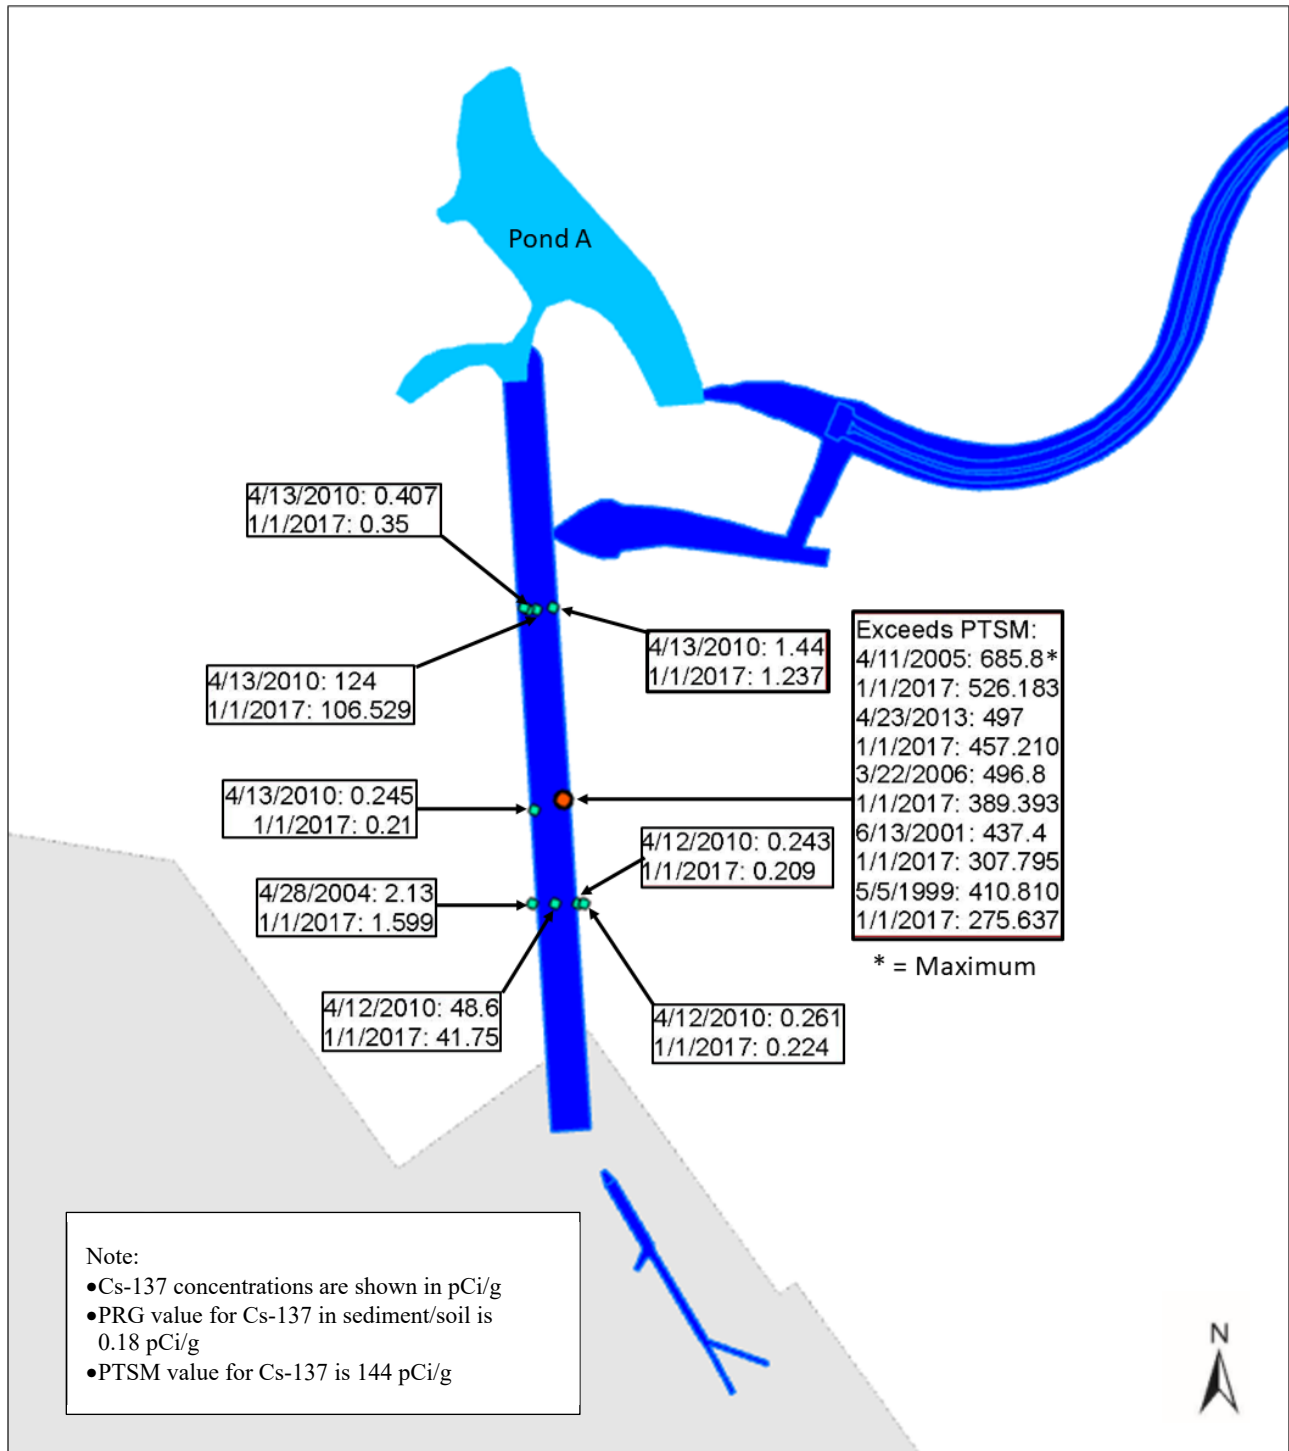 Pond A
4/13/2010: 0.407
1/1/2017: 0.35
4/13/2010: 1.44
1/1/2017: 1.237
4/13/2010: 124
1/1/2017: 106.529
Exceeds PTSM:
4/11/2005: 685.8*
1/1/2017: 526.183
4/23/2013: 497
1/1/2017: 457.210
3/22/2006: 496.8
1/1/2017: 389.393
6/13/2001: 437.4
1/1/2017: 307.795
5/5/1999: 410.810
1/1/2017: 275.637
* = Maximum
4/13/2010: 0.245
1/1/2017: 0.21
4/12/2010: 0.243
1/1/2017: 0.209
4/28/2004: 2.13
1/1/2017: 1.599
4/12/2010: 48.6
1/1/2017: 41.75
4/12/2010: 0.261
1/1/2017: 0.224
Note:
•Cs-137 concentrations are shown in pCi/g
•PRG value for Cs-137 in sediment/soil is
0.18 pCi/g
•PTSM value for Cs-137 is 144 pCi/g
N